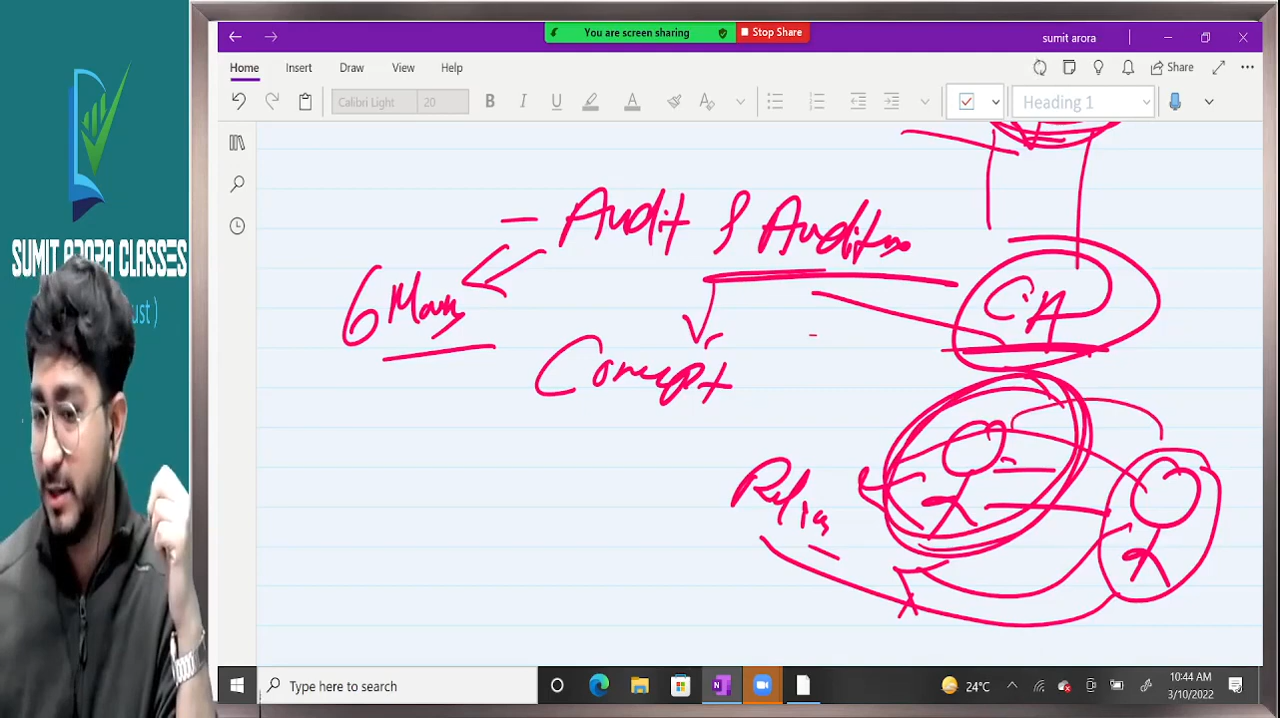 You are screen sharing
Stop Share
sumit arora
Home Insert Draw View Help
Share
Calibri Light 20
B I U A
Heading 1
SUMIT ARORA CLASSES
ust )
- Audit & Auditors
6 Marks
CA
Concept
Type here to search
24°C
10:44 AM
3/10/2022